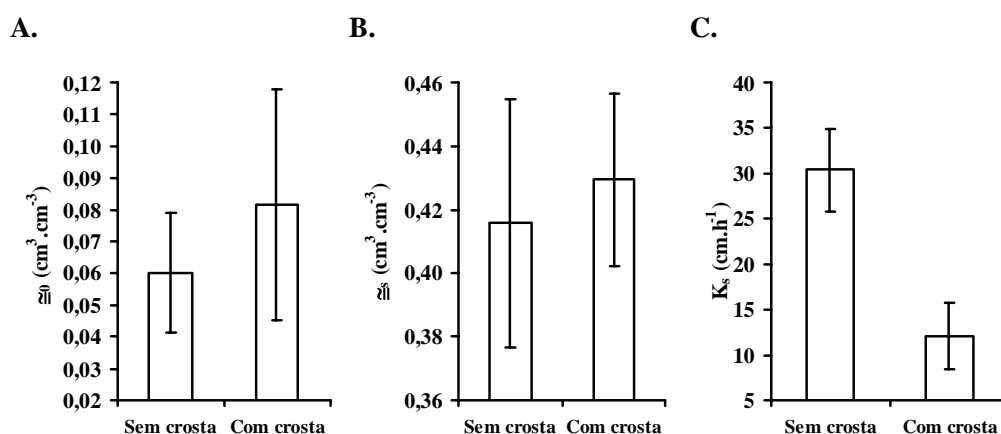 A.
B.
C.
0,12
0,11
0,10
0,09
0,08
0,07
0,06
0,05
0,04
0,03
0,02
≅0 (cm³.cm⁻³)
Sem crosta Com crosta
0,46
0,44
0,42
0,40
0,38
0,36
≅s (cm³.cm⁻³)
Sem crosta Com crosta
40
35
30
25
20
15
10
5
Ks (cm.h⁻¹)
Sem crosta Com crosta